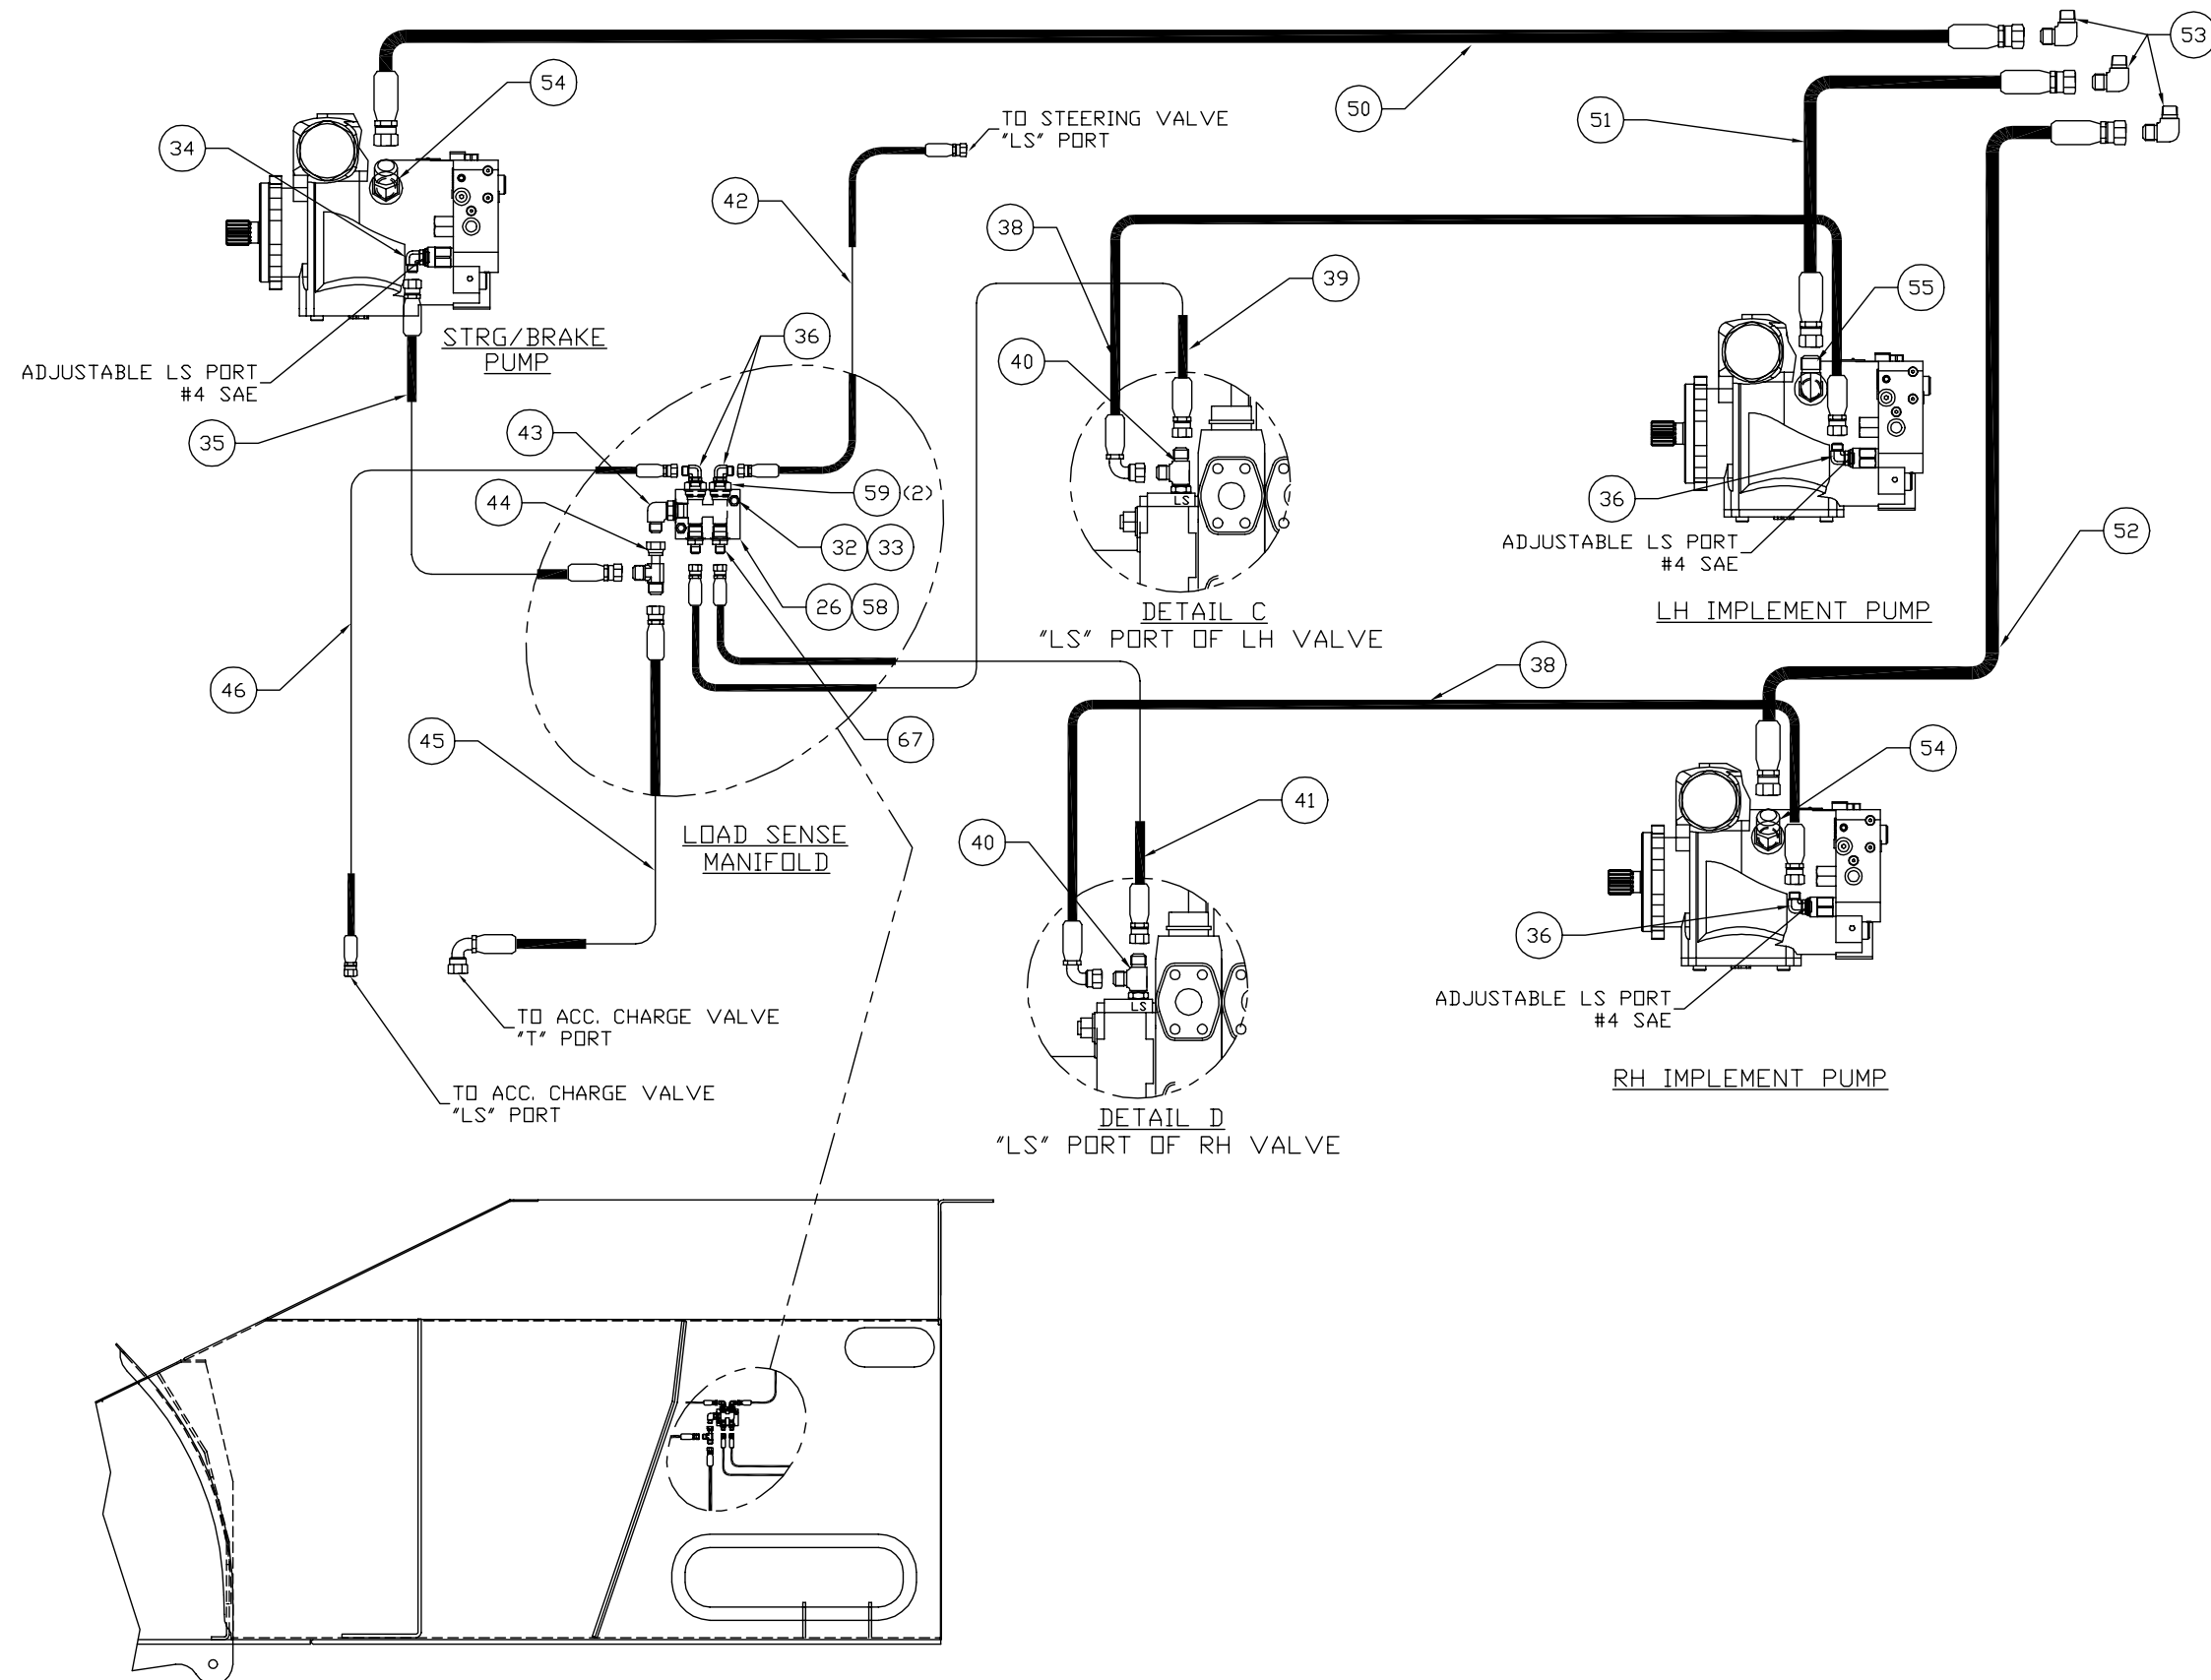 53
54
TO STEERING VALVE
"LS" PORT
50
51
34
42
38
39
55
STRG/BRAKE
PUMP
36
40
ADJUSTABLE LS PORT
#4 SAE
35
43
59 (2)
44
LS
36
32 33
ADJUSTABLE LS PORT
#4 SAE
52
26 58
DETAIL C
"LS" PORT OF LH VALVE
LH IMPLEMENT PUMP
38
46
45
67
54
41
LOAD SENSE
MANIFOLD
40
36
LS
ADJUSTABLE LS PORT
#4 SAE
TO ACC. CHARGE VALVE
"T" PORT
RH IMPLEMENT PUMP
TO ACC. CHARGE VALVE
"LS" PORT
DETAIL D
"LS" PORT OF RH VALVE